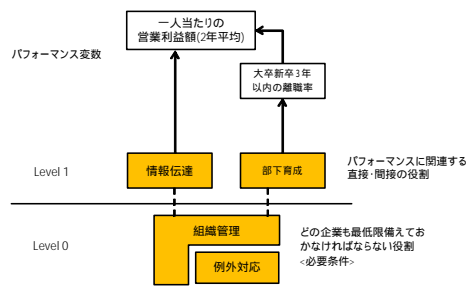 一人当たりの
営業利益額(2年平均)
パフォーマンス変数
大卒新卒3年
以内の離職率
Level 1
情報伝達
部下育成
パフォーマンスに関連する
直接・間接の役割
組織管理
Level 0
どの企業も最低限備えてお
かなければならない役割
<必要条件>
例外対応